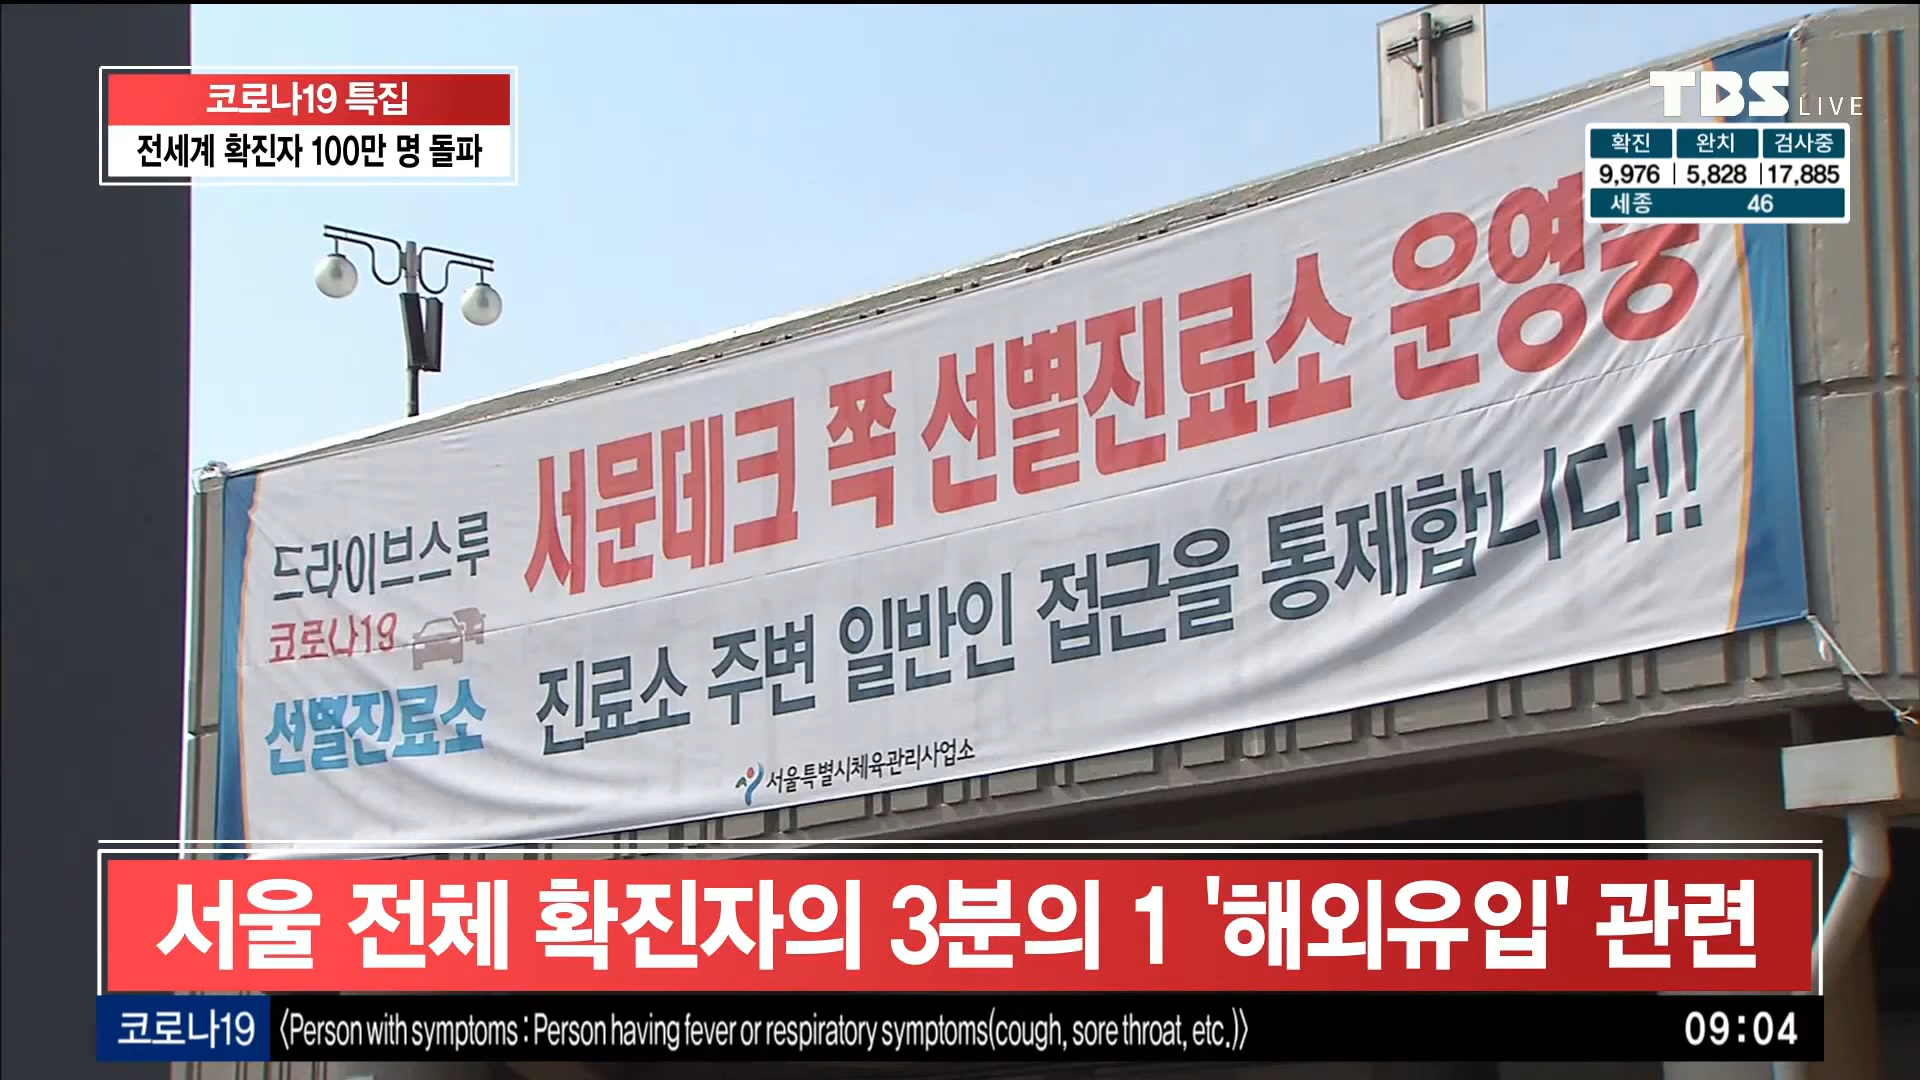 코로나19 특집
전세계 확진자 100만 명 돌파
TBS LIVE
확진 완치 검사중
9,976 5,828 17,885
세종 46
드라이브스루
코로나19
선별진료소
서문데크 쪽 선별진료소 운영중
진료소 주변 일반인 접근을 통제합니다!!
서울특별시체육관리사업소
서울 전체 확진자의 3분의 1 '해외유입' 관련
코로나19 《Person with symptoms : Person having fever or respiratory symptoms(cough, sore throat, etc.)》
09:04